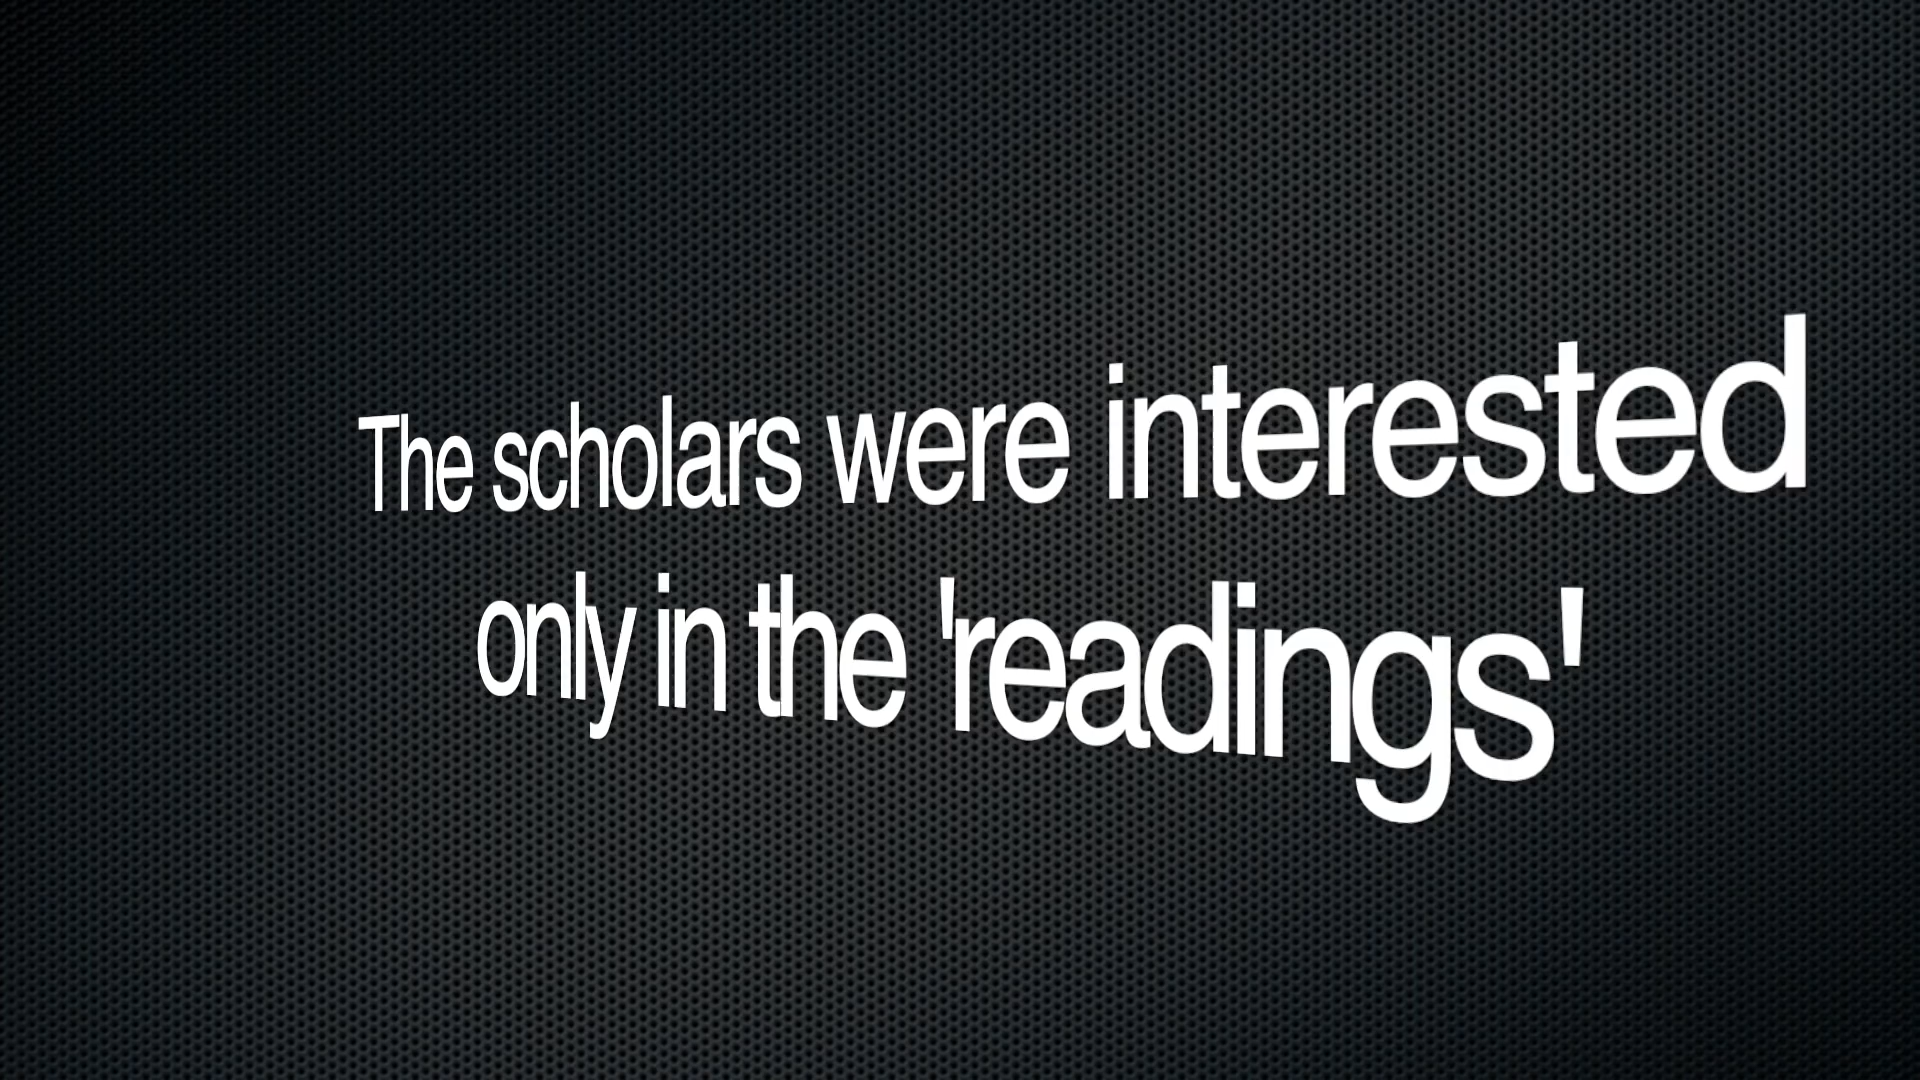 The scholars were interested
only in the 'readings'